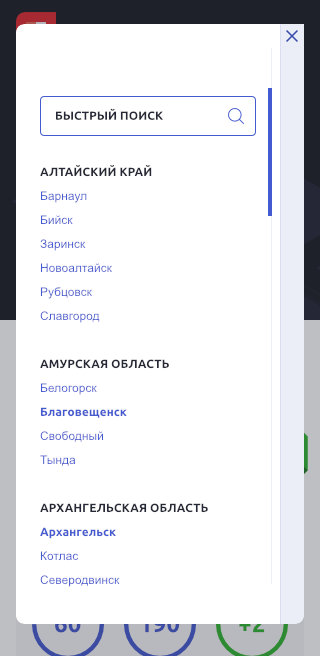 БЫСТРЫЙ ПОИСК
АЛТАЙСКИЙ КРАЙ
Барнаул
Бийск
Заринск
Новоалтайск
Рубцовск
Славгород
АМУРСКАЯ ОБЛАСТЬ
Белогорск
Благовещенск
Свободный
Тында
АРХАНГЕЛЬСКАЯ ОБЛАСТЬ
Архангельск
Котлас
Северодвинск
60 190 +2